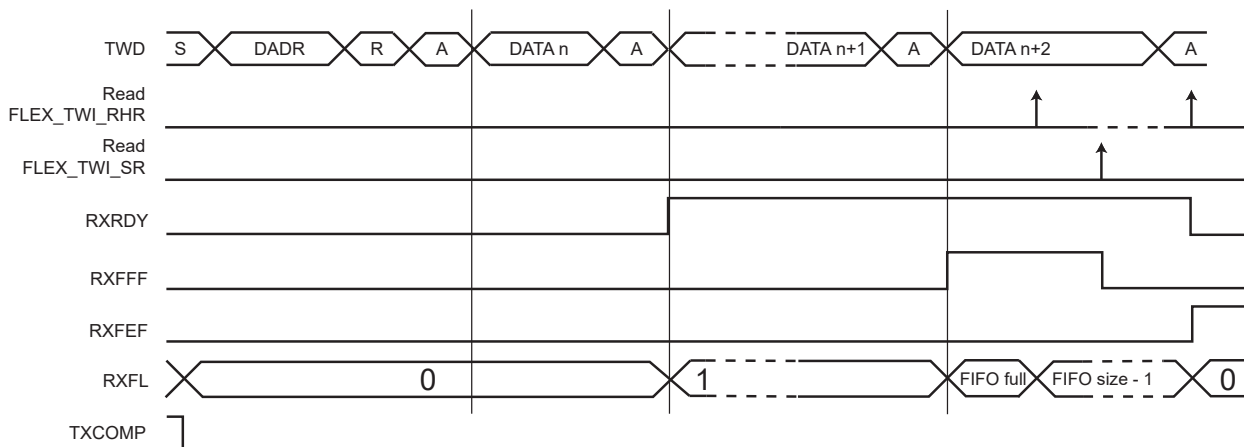 TWD S DADR R A DATA n A DATA n+1 A DATA n+2 A
Read
FLEX_TWI_RHR
Read
FLEX_TWI_SR
RXRDY
RXFFF
RXFEF
RXFL 0 1 FIFO full FIFO size - 1 0
TXCOMP